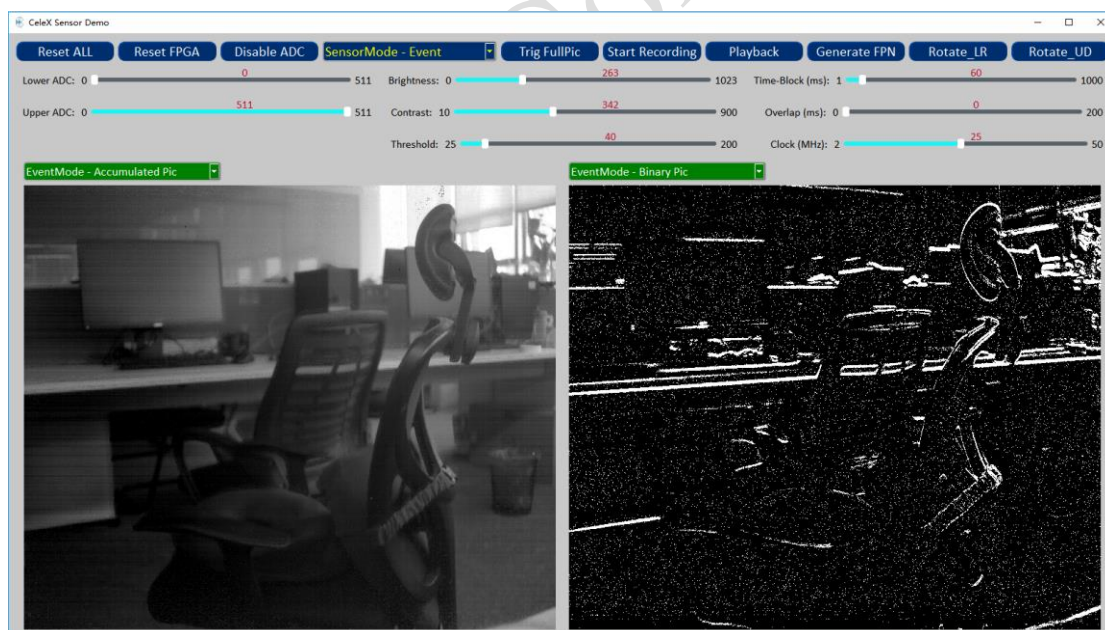 CeleX Sensor Demo
Reset ALL Reset FPGA Disable ADC SensorMode - Event Trig FullPic Start Recording Playback Generate FPN Rotate_LR Rotate_UD
Lower ADC: 0 0 511 Brightness: 0 263 1023 Time-Block (ms): 1 60 1000
Upper ADC: 0 511 511 Contrast: 10 342 900 Overlap (ms): 0 0 200
Threshold: 25 40 200 Clock (MHz): 2 25 50
EventMode - Accumulated Pic EventMode - Binary Pic